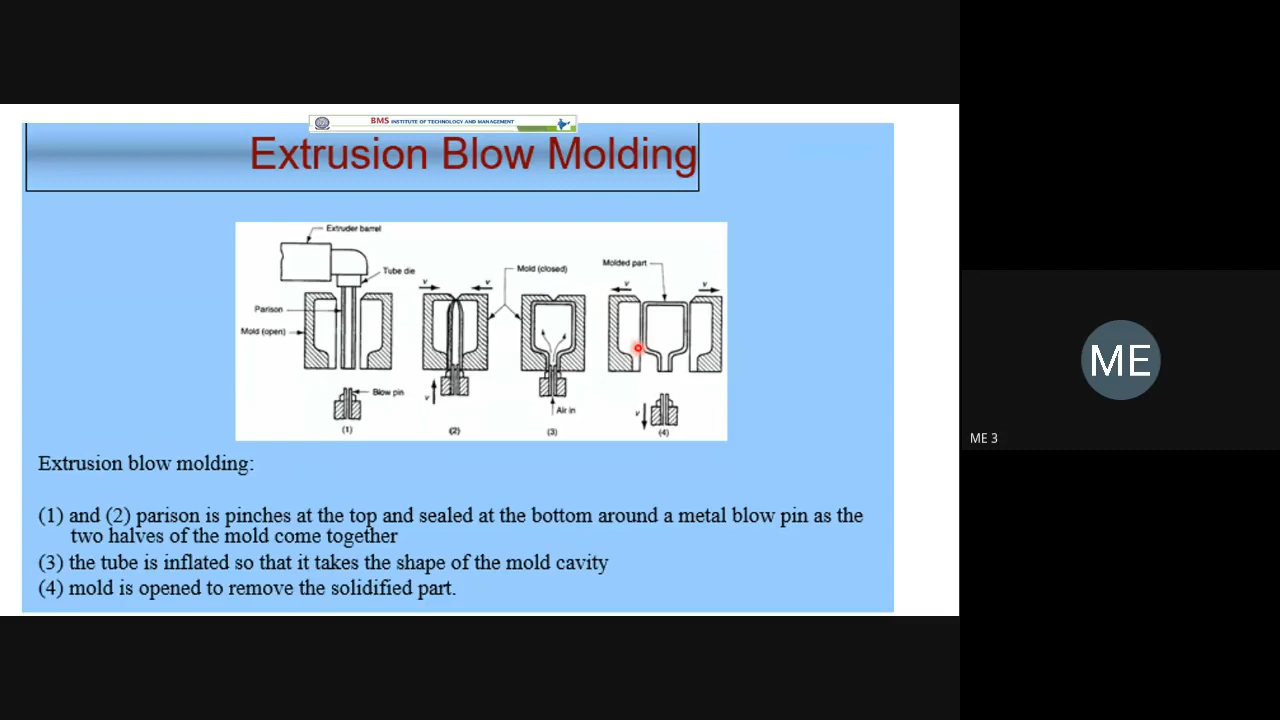 BMS INSTITUTE OF TECHNOLOGY AND MANAGEMENT
Extrusion Blow Molding
Extruder barrel
Tube die
Parison
Mold (open)
Blow pin
(1)
v
v
v
(2)
Mold (closed)
Air in
(3)
Molded part
v
v
v
(4)
Extrusion blow molding:
(1) and (2) parison is pinches at the top and sealed at the bottom around a metal blow pin as the
two halves of the mold come together
(3) the tube is inflated so that it takes the shape of the mold cavity
(4) mold is opened to remove the solidified part.
ME
ME 3